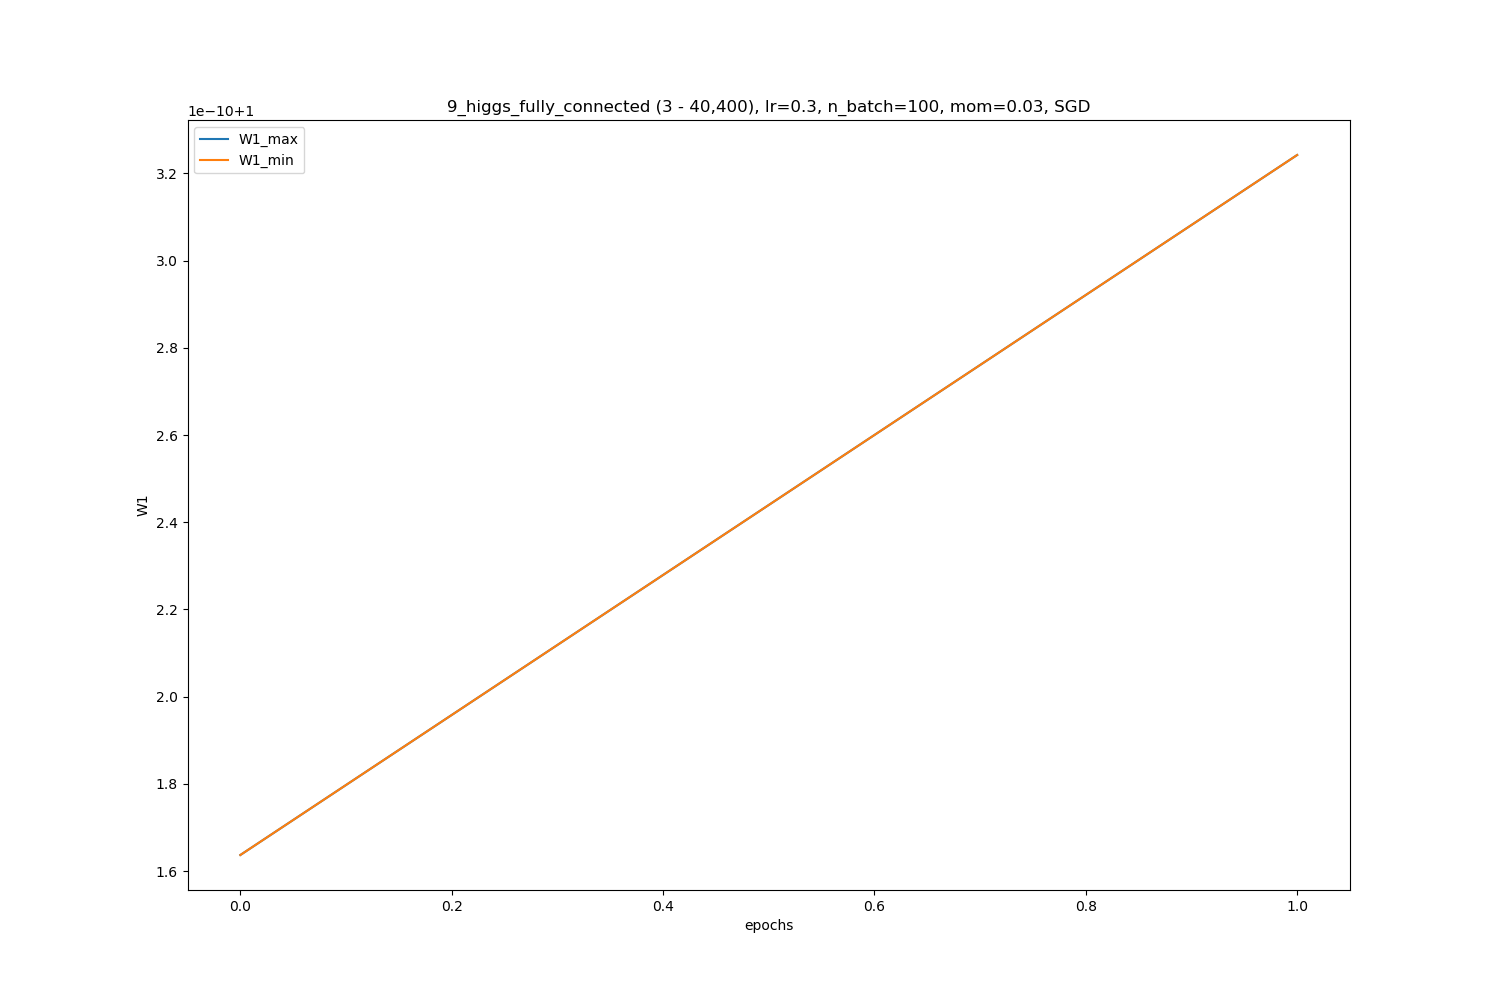 9_higgs_fully_connected (3 - 40,400), lr=0.3, n_batch=100, mom=0.03, SGD
1e−10+1
W1_max
W1_min
3.2
3.0
2.8
2.6
2.4
2.2
2.0
1.8
1.6
W1
0.0 0.2 0.4 0.6 0.8 1.0
epochs